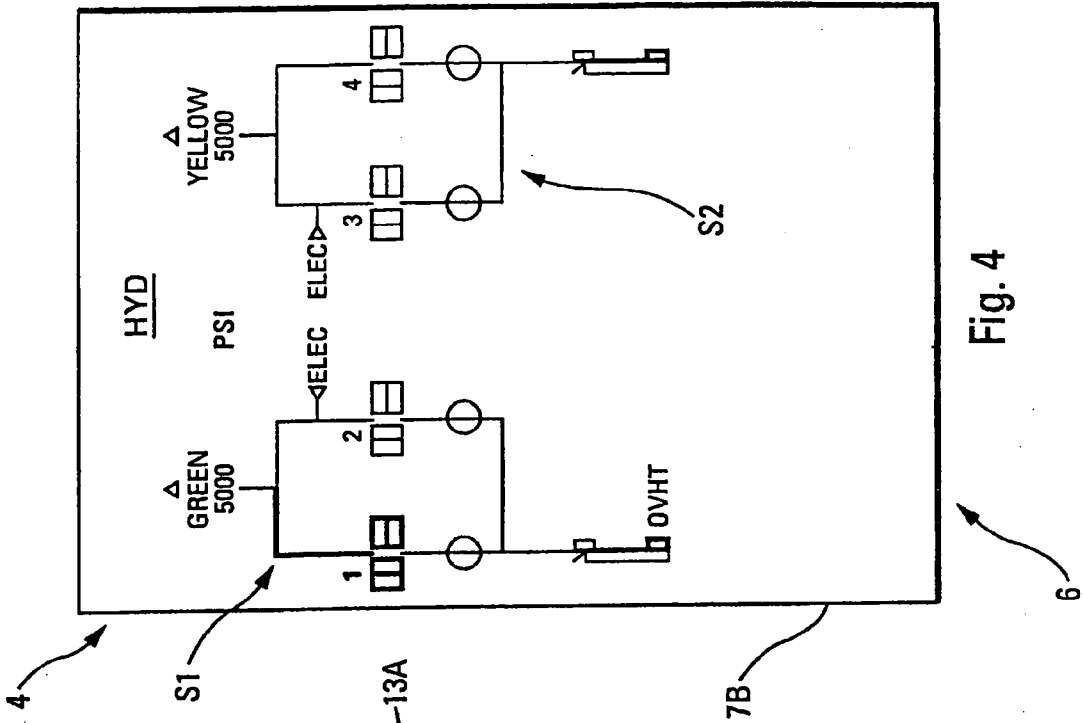 4
HYD
GREEN
5000
PSI
YELLOW
5000
S1
ELEC ELEC
1 2 3 4
13A
S2
OVHT
7B
6
Fig. 4